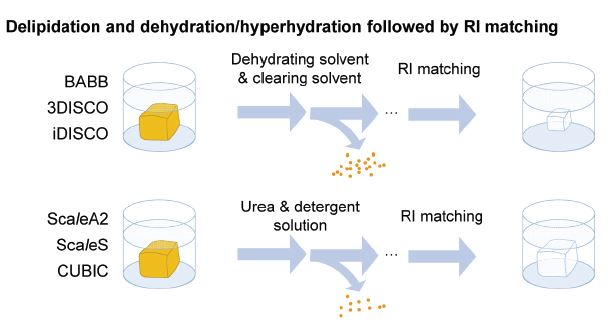 Delipidation and dehydration/hyperhydration followed by RI matching
BABB
3DISCO
iDISCO
Dehydrating solvent
& clearing solvent
...
RI matching
ScaleA2
ScaleS
CUBIC
Urea & detergent
solution
...
RI matching